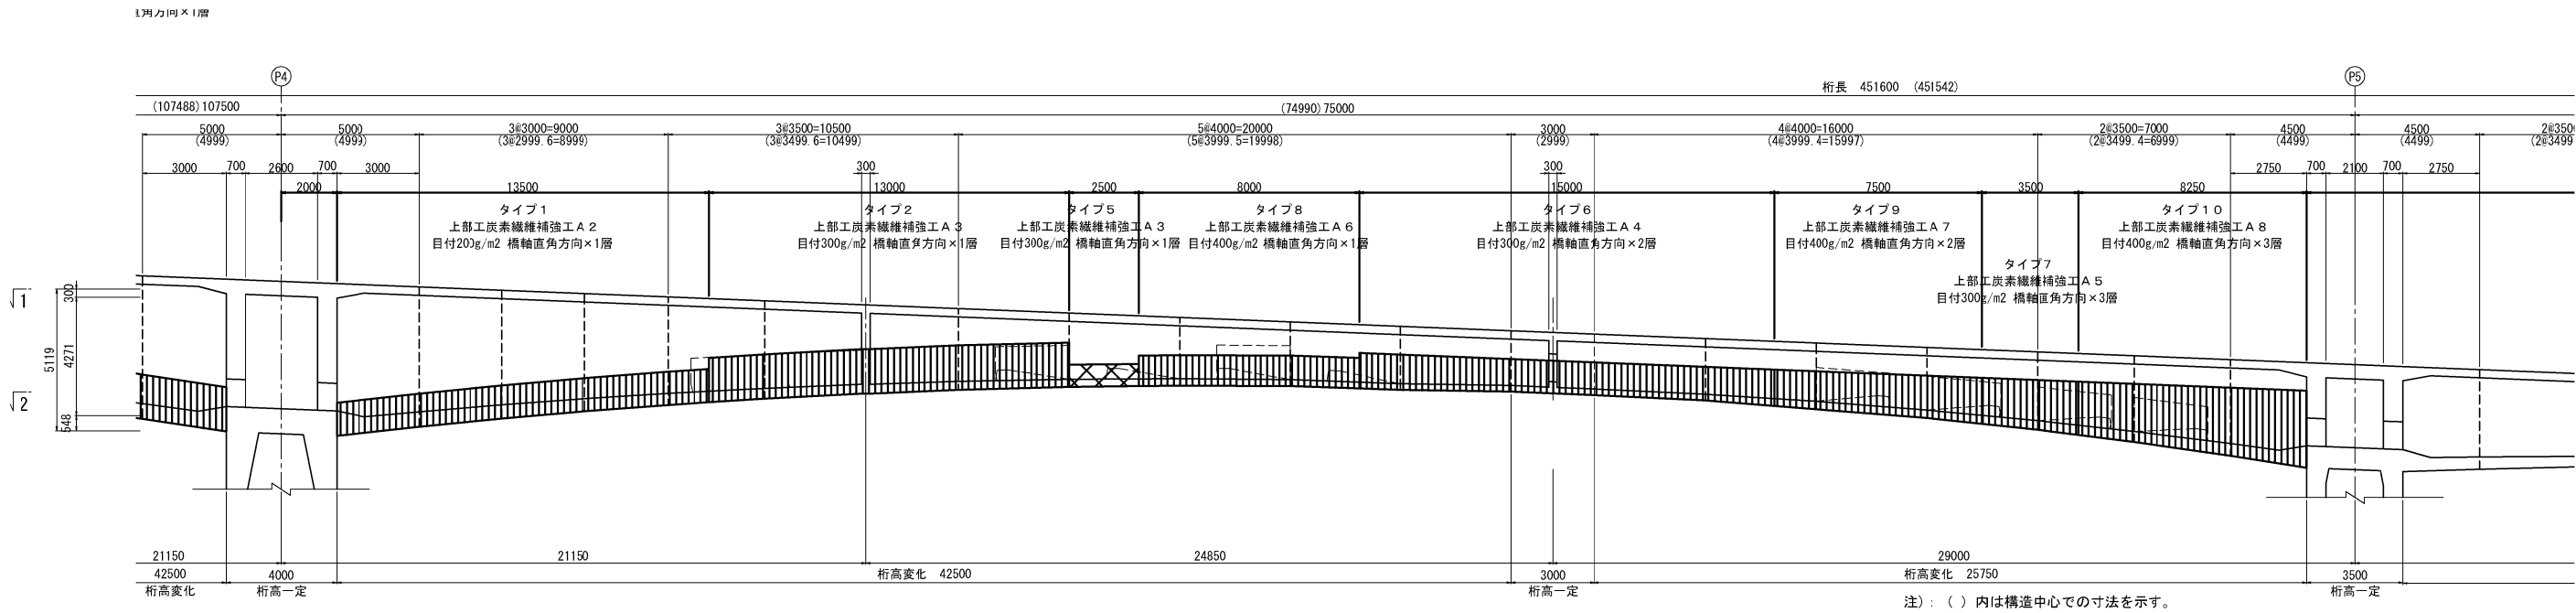 直角方向×1層
P4
P5
桁長 451600 (451542)
(107488)107500
(74990)75000
5000
(4999)
5000
(4999)
3@3000=9000
(3@2999.6=8999)
3@3500=10500
(3@3499.6=10499)
5@4000=20000
(5@3999.5=19998)
3000
(2999)
4@4000=16000
(4@3999.4=15997)
2@3500=7000
(2@3499.4=6999)
4500
(4499)
4500
(4499)
2@350
(2@3499
3000
700
2600
700
3000
300
300
2750
700
2100
700
2750
2000
13500
13000
2500
8000
15000
7500
3500
8250
タイプ1
上部工炭素繊維補強工A2
目付200g/m2 橋軸直角方向×1層
タイプ2
上部工炭素繊維補強工A3
目付300g/m2 橋軸直角方向×1層
タイプ5
上部工炭素繊維補強工A3
目付300g/m2 橋軸直角方向×1層
タイプ8
上部工炭素繊維補強工A6
目付400g/m2 橋軸直角方向×1層
タイプ6
上部工炭素繊維補強工A4
目付300g/m2 橋軸直角方向×2層
タイプ9
上部工炭素繊維補強工A7
目付400g/m2 橋軸直角方向×2層
タイプ10
上部工炭素繊維補強工A8
目付400g/m2 橋軸直角方向×3層
タイプ7
上部工炭素繊維補強工A5
目付300g/m2 橋軸直角方向×3層
1
2
5119
300
4271
548
21150
21150
24850
29000
42500
桁高変化
4000
桁高一定
桁高変化 42500
3000
桁高一定
桁高変化 25750
3500
桁高一定
注):( )内は構造中心での寸法を示す。